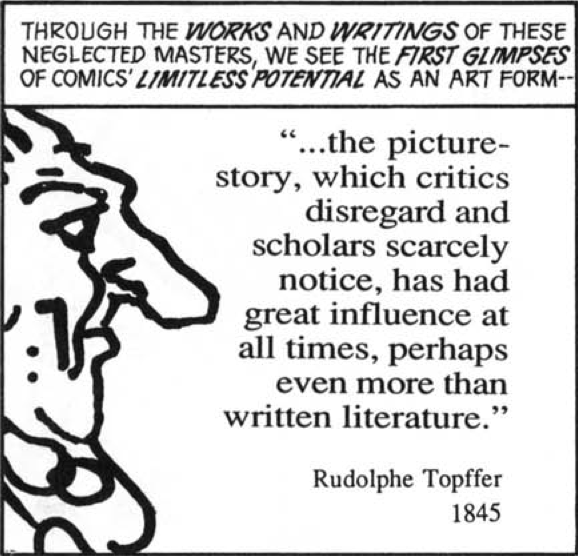 THROUGH THE WORKS AND WRITINGS OF THESE
NEGLECTED MASTERS, WE SEE THE FIRST GLIMPSES
OF COMICS' LIMITLESS POTENTIAL AS AN ART FORM--
“...the picture-
story, which critics
disregard and
scholars scarcely
notice, has had
great influence at
all times, perhaps
even more than
written literature.”
Rudolphe Topffer
1845